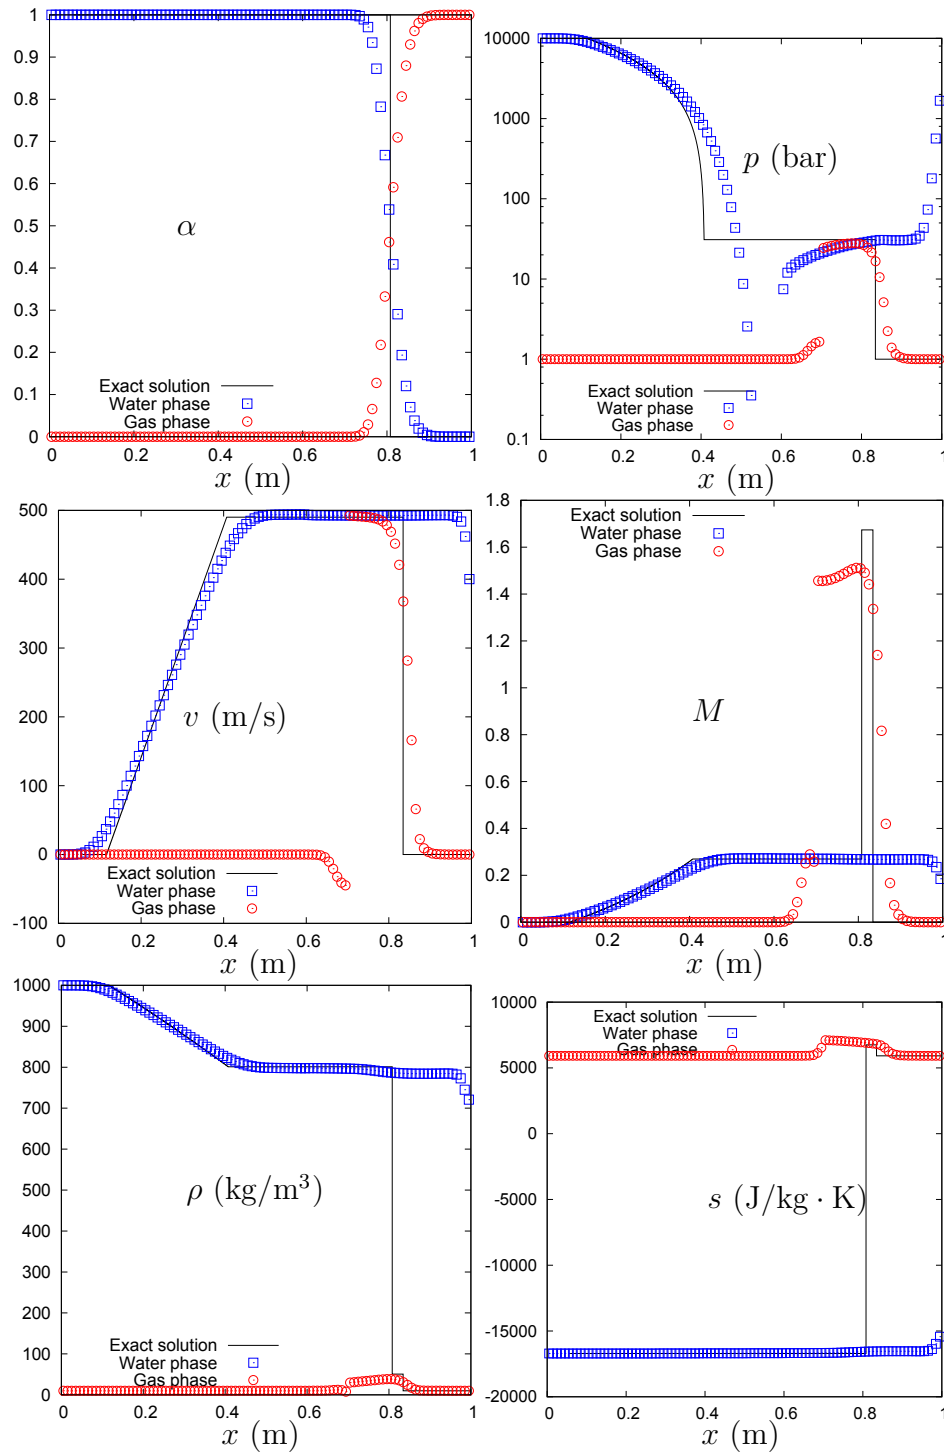 1
0.9
0.8
0.7
0.6
0.5
0.4
0.3
0.2
0.1
0
α
Exact solution
Water phase
Gas phase
0 0.2 0.4 0.6 0.8 1
x (m)
10000
1000
100
10
1
0.1
p (bar)
Exact solution
Water phase
Gas phase
0 0.2 0.4 0.6 0.8 1
x (m)
500
400
300
200
100
0
-100
v (m/s)
Exact solution
Water phase
Gas phase
0 0.2 0.4 0.6 0.8 1
x (m)
1.8
1.6
1.4
1.2
1
0.8
0.6
0.4
0.2
0
Exact solution
Water phase
Gas phase
M
0 0.2 0.4 0.6 0.8 1
x (m)
1000
900
800
700
600
500
400
300
200
100
0
ρ (kg/m³)
Exact solution
Water phase
Gas phase
0 0.2 0.4 0.6 0.8 1
x (m)
10000
5000
0
-5000
-10000
-15000
-20000
Exact solution
Water phase
Gas phase
s (J/kg · K)
0 0.2 0.4 0.6 0.8 1
x (m)